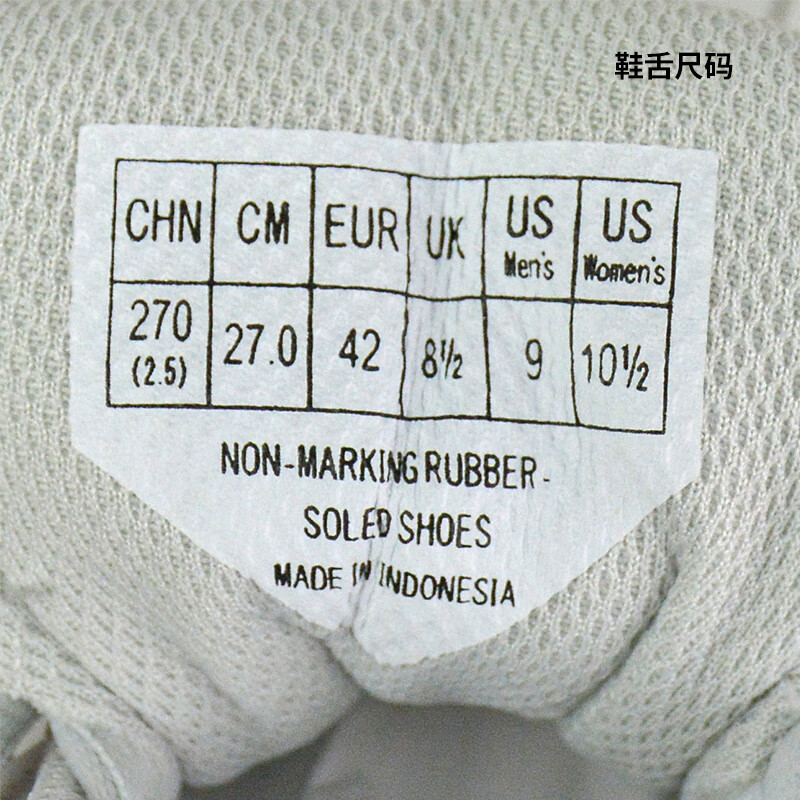 鞋舌尺码
CHN CM EUR UK US Men's US Women's
270 (2.5) 27.0 42 8½ 9 10½
NON-MARKING RUBBER-
SOLED SHOES
MADE IN INDONESIA